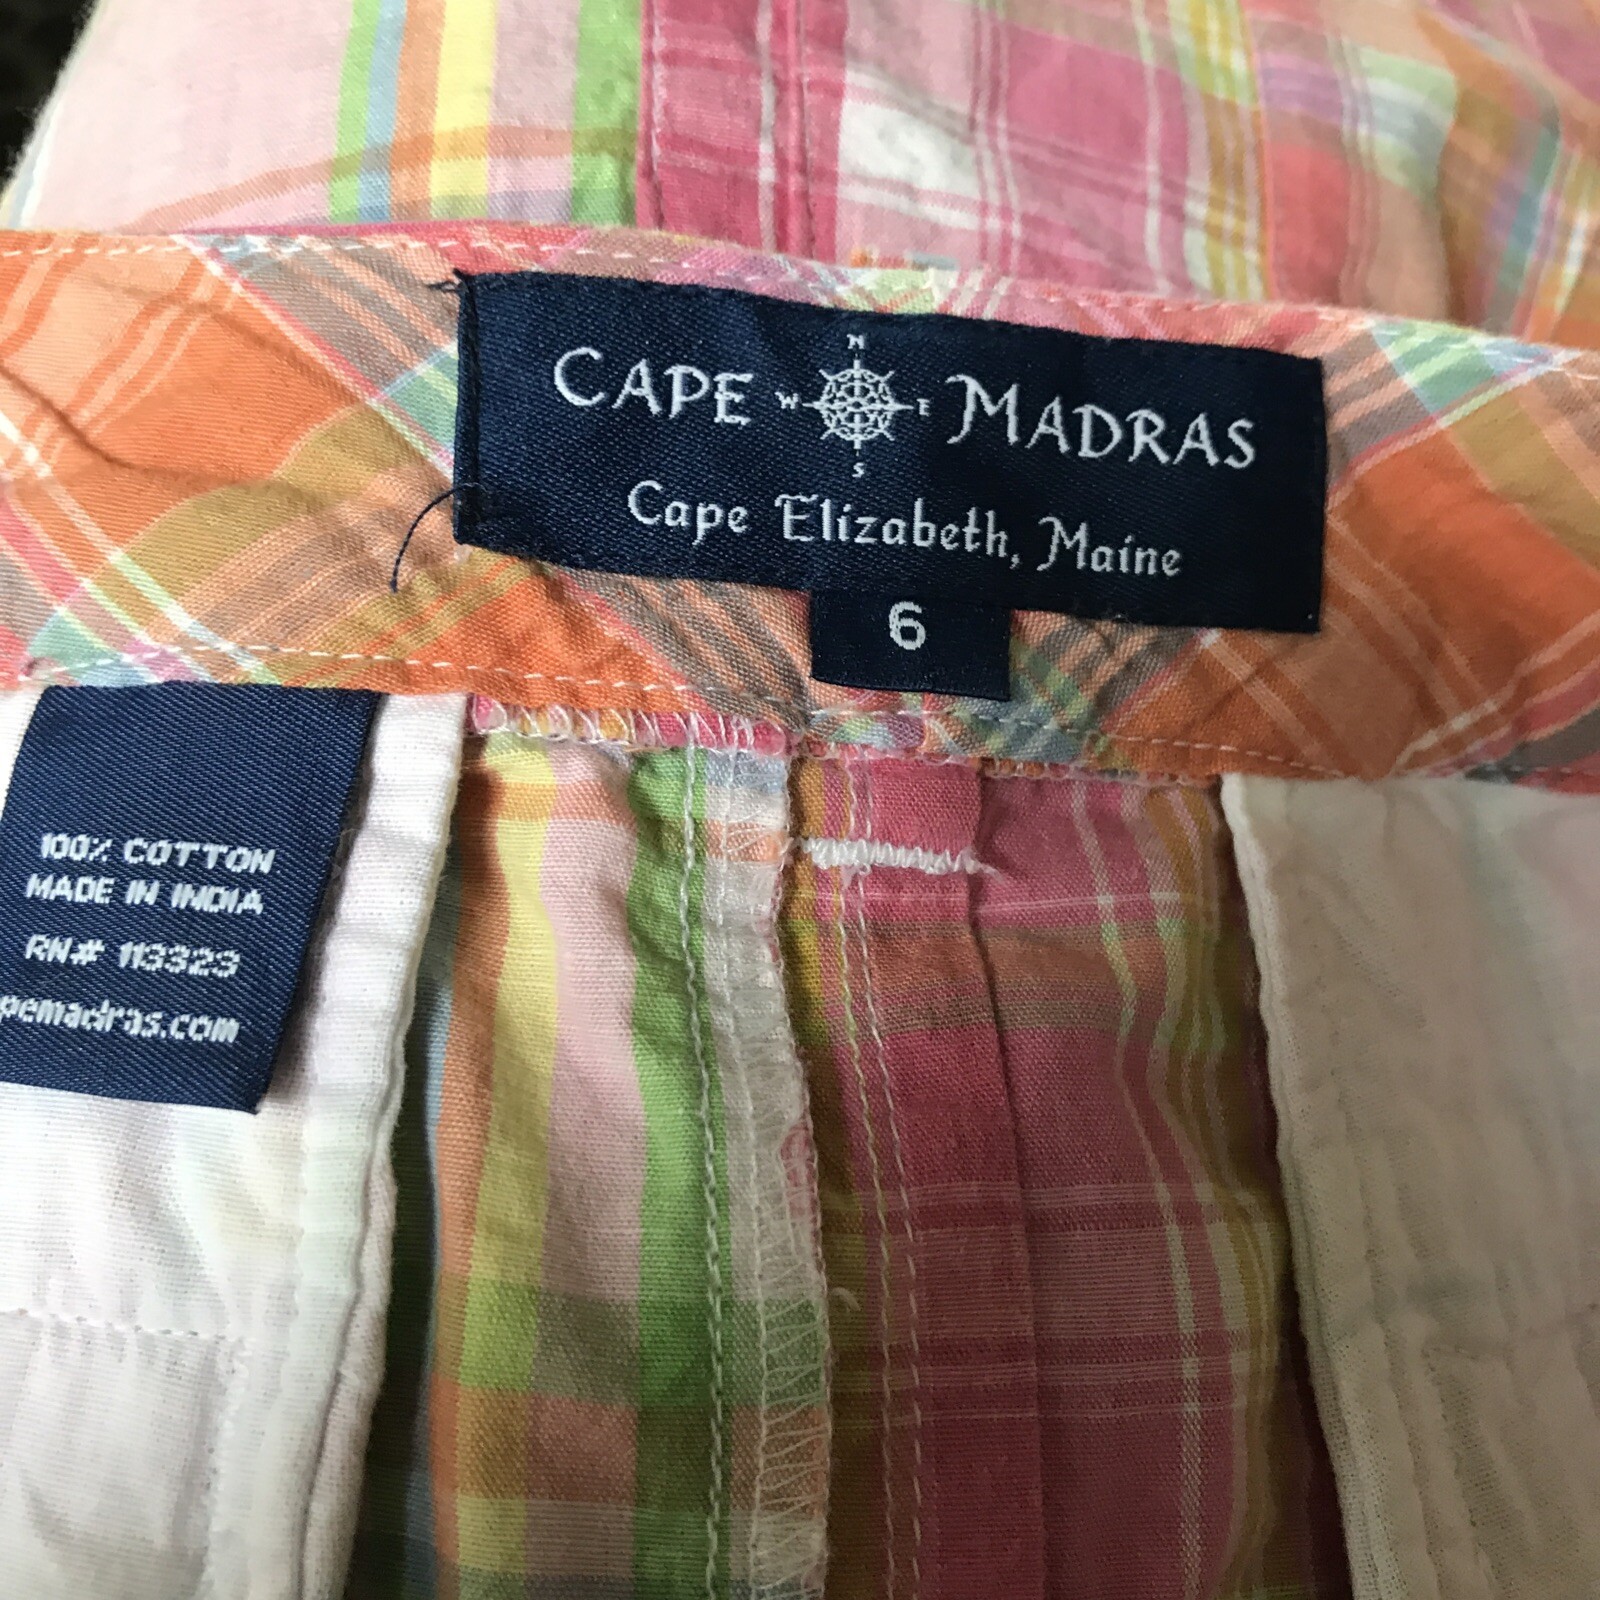 CAPE N W E S MADRAS
Cape Elizabeth, Maine
6
100% COTTON
MADE IN INDIA
RN# 113323
pemadras.com